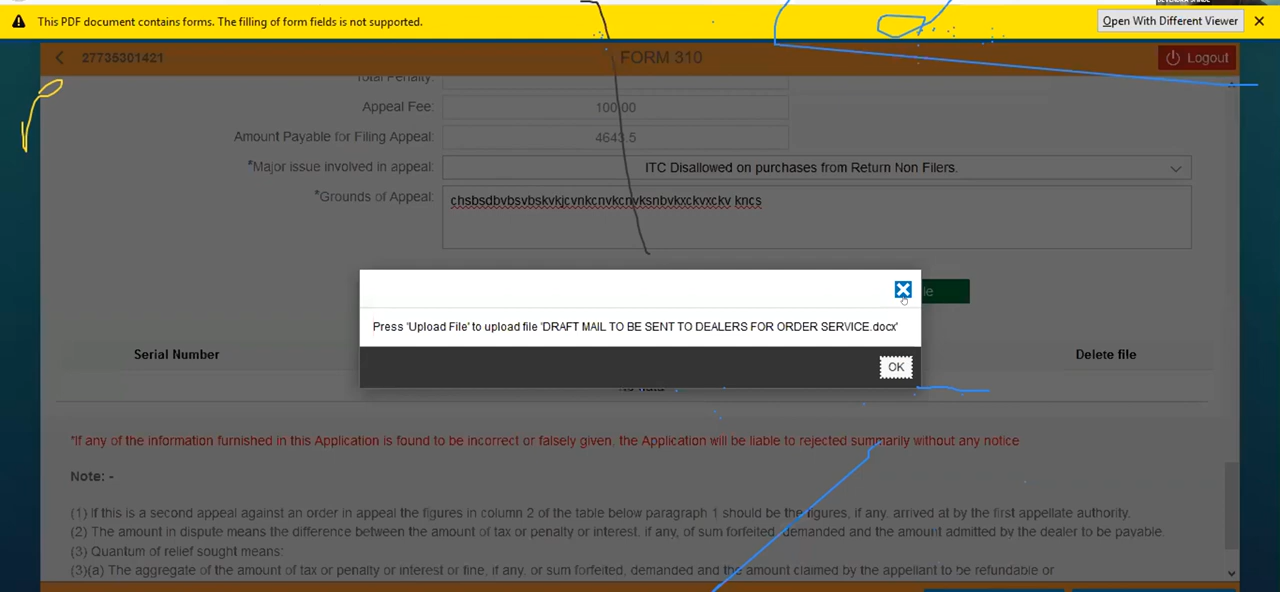 This PDF document contains forms. The filling of form fields is not supported.
Open With Different Viewer
27735301421
FORM 310
Logout
Total Penalty:
Appeal Fee:
100.00
Amount Payable for Filing Appeal:
4643.5
*Major issue involved in appeal:
ITC Disallowed on purchases from Return Non Filers.
*Grounds of Appeal:
chsbsdbvbsvbskvkjcvnkcnvkcnvksnbvkxckvxckv kncs
Press 'Upload File' to upload file 'DRAFT MAIL TO BE SENT TO DEALERS FOR ORDER SERVICE.docx'
OK
Serial Number
Delete file
No data
*If any of the information furnished in this Application is found to be incorrect or falsely given, the Application will be liable to rejected summarily without any notice
Note: -
(1) If this is a second appeal against an order in appeal the figures in column 2 of the table below paragraph 1 should be the figures, if any. arrived at by the first appellate authority.
(2) The amount in dispute means the difference between the amount of tax or penalty or interest. if any, of sum forfeited, demanded and the amount admitted by the dealer to be payable.
(3) Quantum of relief sought means:
(3)(a) The aggregate of the amount of tax or penalty or interest or fine, if any, or sum forfeited, demanded and the amount claimed by the appellant to be refundable or